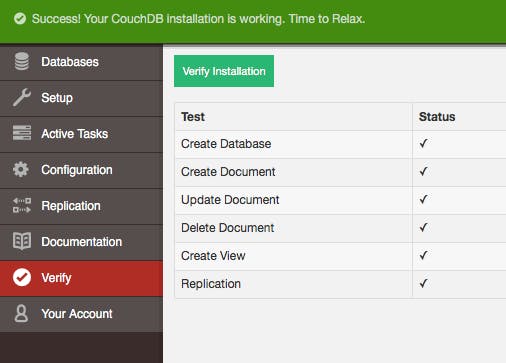 Success! Your CouchDB installation is working. Time to Relax.
Databases
Setup
Active Tasks
Configuration
Replication
Documentation
Verify
Your Account
Verify Installation
Test Status
Create Database ✓
Create Document ✓
Update Document ✓
Delete Document ✓
Create View ✓
Replication ✓